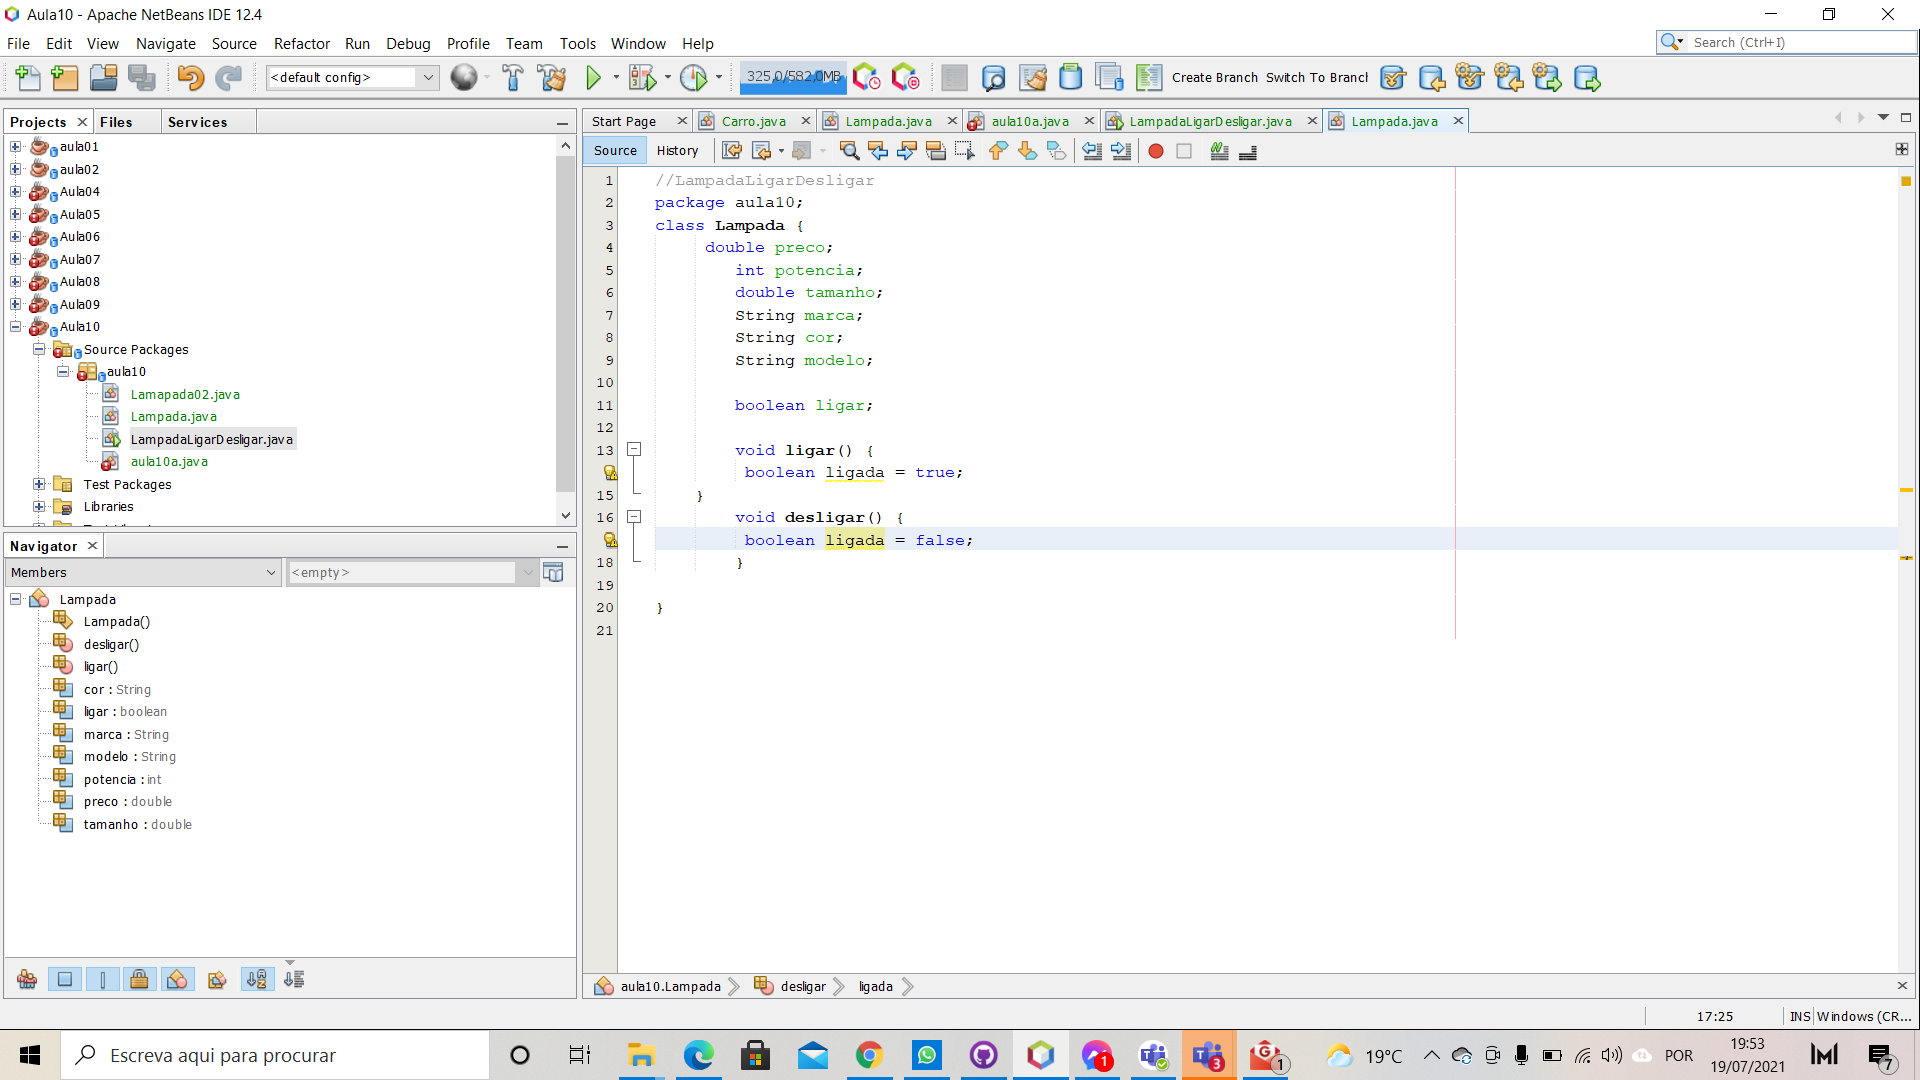 Aula10 - Apache NetBeans IDE 12.4
File Edit View Navigate Source Refactor Run Debug Profile Team Tools Window Help
Search (Ctrl+I)
<default config>
325,0/582,0MB
Create Branch Switch To Branch
Projects Files Services
aula01
aula02
Aula04
Aula05
Aula06
Aula07
Aula08
Aula09
Aula10
Source Packages
aula10
Lamapada02.java
Lampada.java
LampadaLigarDesligar.java
aula10a.java
Test Packages
Libraries
Navigator
Members
<empty>
Lampada
Lampada()
desligar()
ligar()
cor : String
ligar : boolean
marca : String
modelo : String
potencia : int
preco : double
tamanho : double
Start Page Carro.java Lampada.java aula10a.java LampadaLigarDesligar.java Lampada.java
Source History
1 //LampadaLigarDesligar
2 package aula10;
3 class Lampada {
4 double preco;
5 int potencia;
6 double tamanho;
7 String marca;
8 String cor;
9 String modelo;
10
11 boolean ligar;
12
13 void ligar() {
boolean ligada = true;
15 }
16 void desligar() {
boolean ligada = false;
18 }
19
20 }
21
aula10.Lampada desligar ligada
17:25 INS Windows (CR...
Escreva aqui para procurar
1
3
1
19°C
POR
19:53
19/07/2021
7